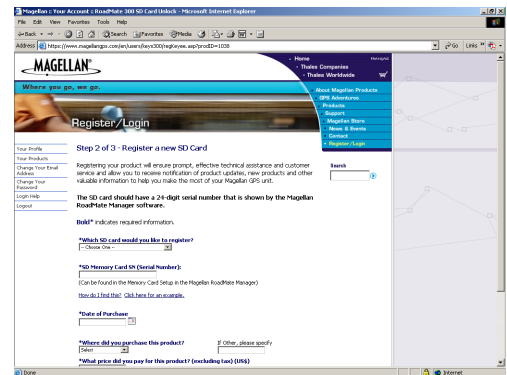 Magellan :: Your Account :: RoadMate 300 SD Card Unlock - Microsoft Internet Explorer
File Edit View Favorites Tools Help
Back Search Favorites Media
Address https://www.magellangps.com/en/users/keys300/regKeyee.asp?prodID=1038 Go Links
MAGELLAN®
Home
Thales Companies
Thales Worldwide
Where you go, we go.
About Magellan Products
GPS Adventures
Products
Support
Magellan Store
News & Events
Contact
Register/Login
Register/Login
Your Profile
Your Products
Change Your Email Address
Change Your Password
Login Help
Logout
Step 2 of 3 - Register a new SD Card
Registering your product will ensure prompt, effective technical assistance and customer
service and allow you to receive notification of product updates, new products and other
valuable information to help you make the most of your Magellan GPS unit.
Search
The SD card should have a 24-digit serial number that is shown by the Magellan
RoadMate Manager software.
Bold* indicates required information.
*Which SD card would you like to register?
-- Choose One --
*SD Memory Card SN (Serial Number):
(Can be found in the Memory Card Setup in the Magellan RoadMate Manager)
How do I find this? Click here for an example.
*Date of Purchase
*Where did you purchase this product? If Other, please specify
Select
*What price did you pay for this product? (excluding tax) (US$)
Done Internet